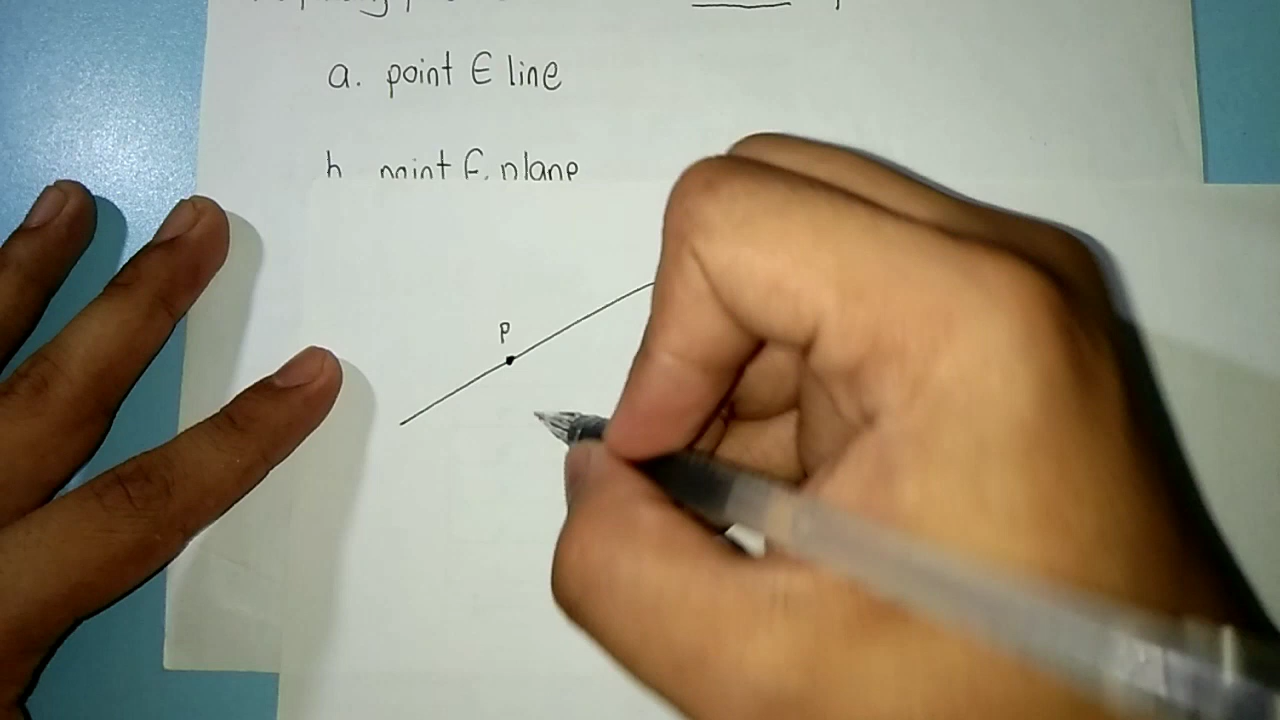 a. point ∈ line
b point ∈ plane
P